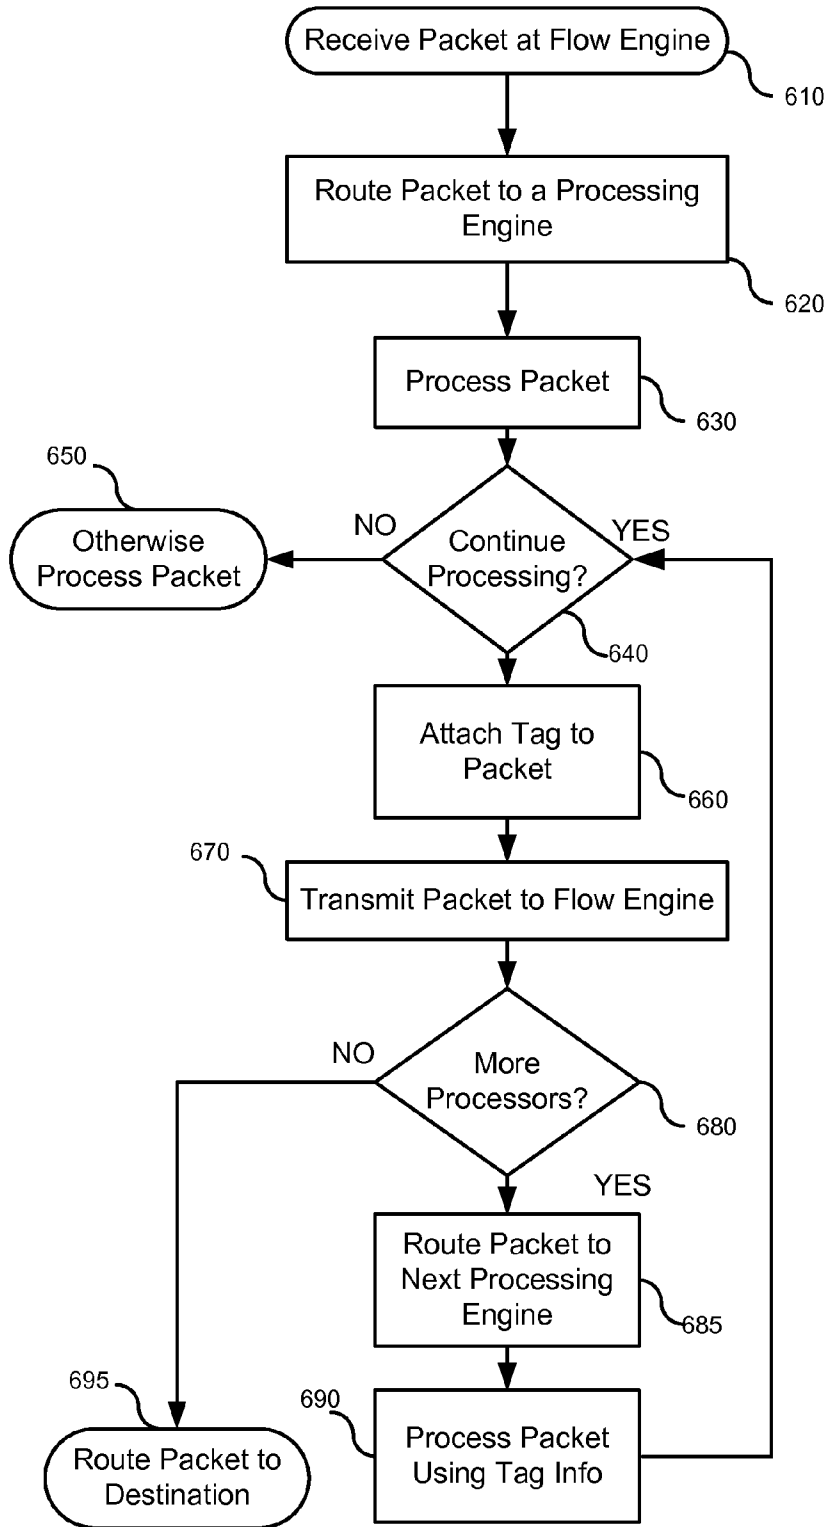 Receive Packet at Flow Engine
610
Route Packet to a Processing
Engine
620
Process Packet
630
650
Otherwise
Process Packet
NO
Continue
Processing?
YES
640
Attach Tag to
Packet
660
670
Transmit Packet to Flow Engine
NO
More
Processors?
680
YES
Route Packet to
Next Processing
Engine
685
695
Route Packet to
Destination
690
Process Packet
Using Tag Info